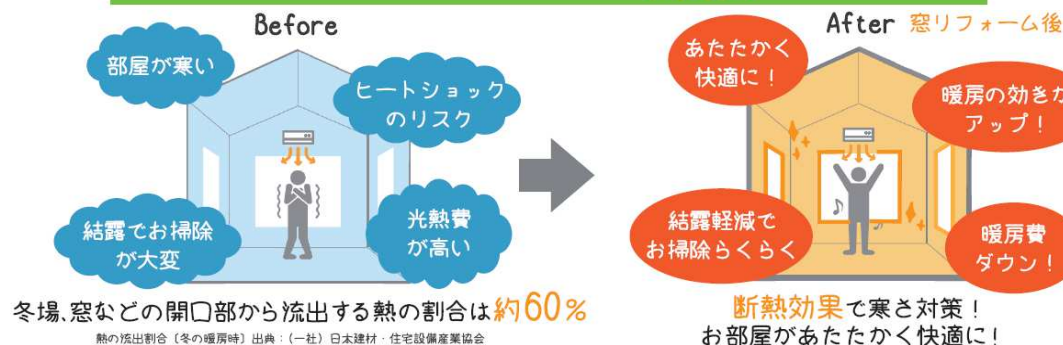 Before
部屋が寒い
ヒートショック
のリスク
結露でお掃除
が大変
光熱費
が高い
冬場、窓などの開口部から流出する熱の割合は約60%
熱の流出割合〔冬の暖房時〕出典：(一社)日本建材・住宅設備産業協会
After 窓リフォーム後
あたたかく
快適に！
暖房の効きが
アップ！
結露軽減で
お掃除らくらく
暖房費
ダウン！
断熱効果で寒さ対策！
お部屋があたたかく快適に！